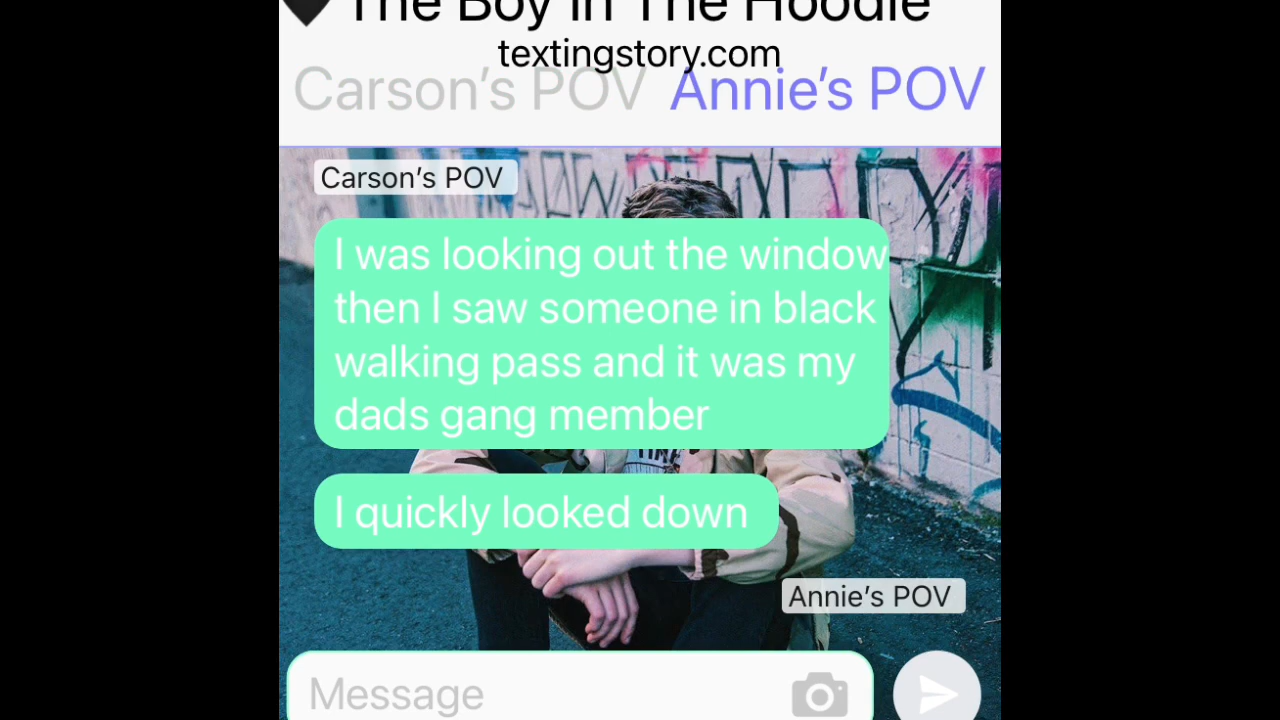 The Boy In The Hoodie
textingstory.com
Carson’s POV Annie’s POV
Carson’s POV
I was looking out the window
then I saw someone in black
walking pass and it was my
dads gang member
I quickly looked down
Annie’s POV
Message